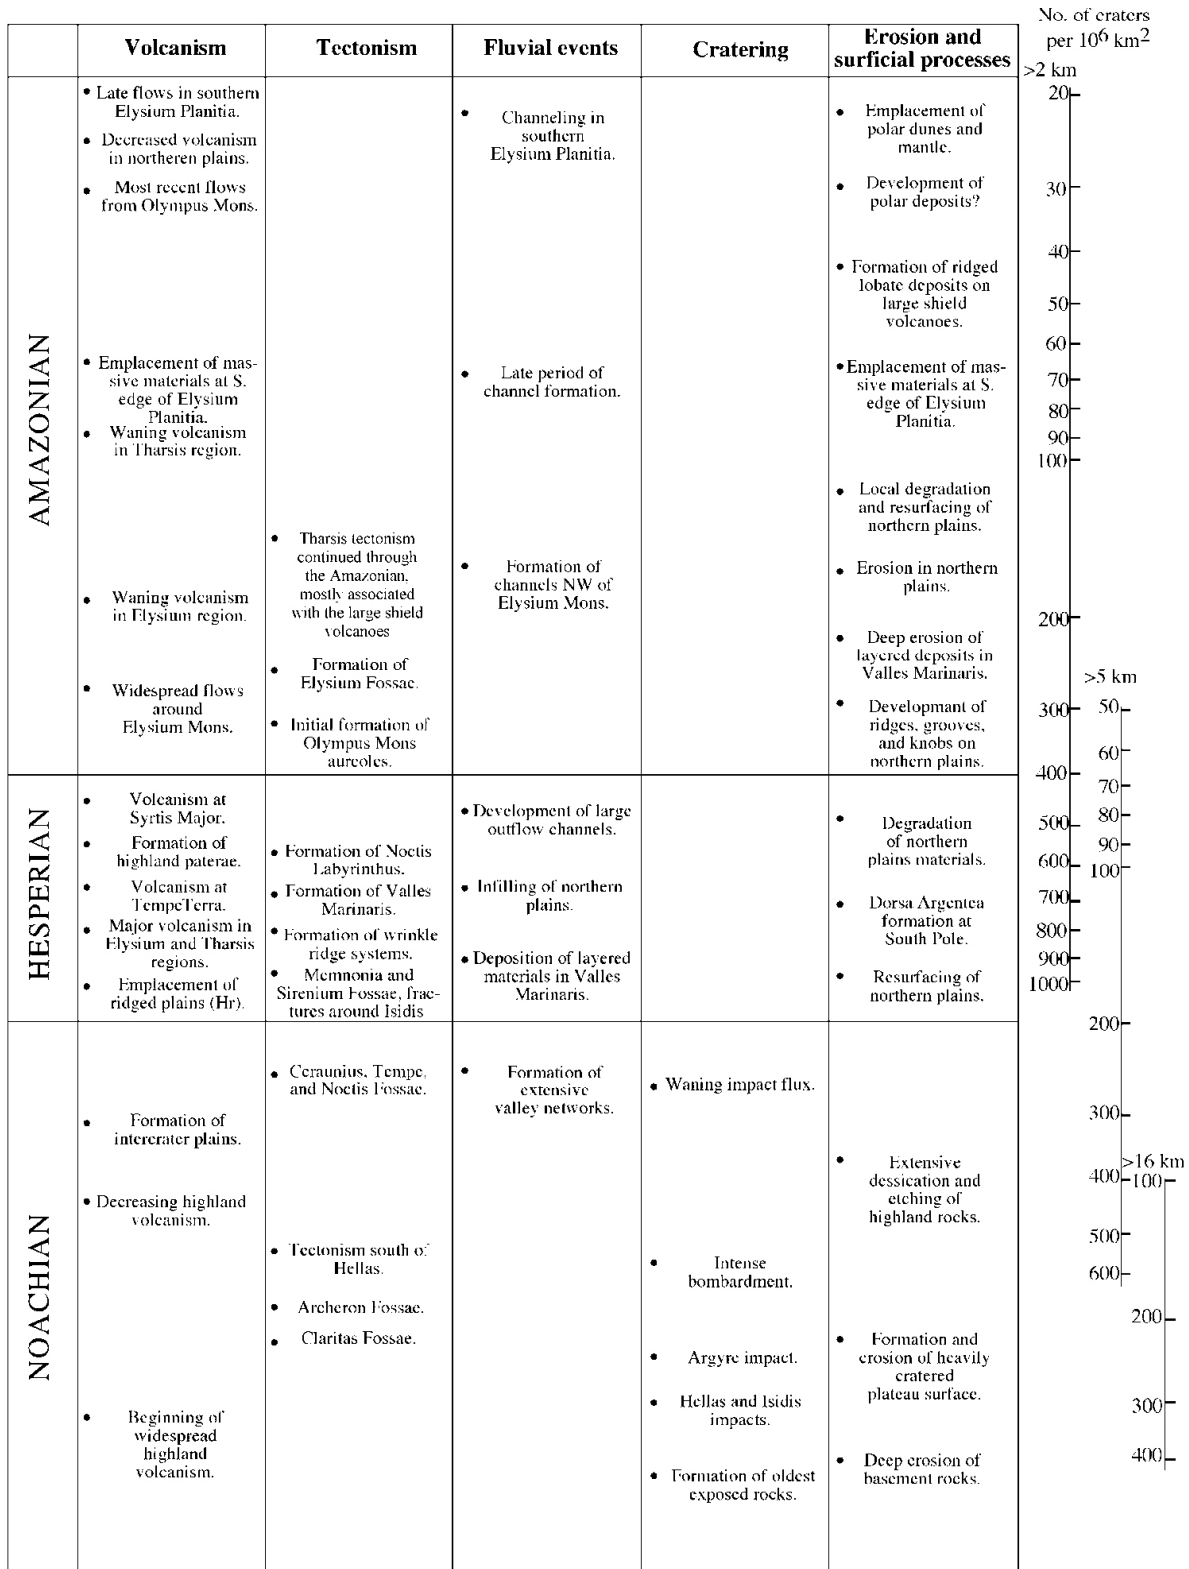 No. of craters
per 10⁶ km²
Volcanism
Tectonism
Fluvial events
Cratering
Erosion and
surficial processes
>2 km
AMAZONIAN
• Late flows in southern
Elysium Planitia.
• Decreased volcanism
in northeren plains.
• Most recent flows
from Olympus Mons.
• Emplacement of mas-
sive materials at S.
edge of Elysium
Planitia.
• Waning volcanism
in Tharsis region.
• Waning volcanism
in Elysium region.
• Widespread flows
around
Elysium Mons.
• Tharsis tectonism
continued through
the Amazonian,
mostly associated
with the large shield
volcanoes
• Formation of
Elysium Fossae.
• Initial formation of
Olympus Mons
aureoles.
• Channeling in
southern
Elysium Planitia.
• Late period of
channel formation.
• Formation of
channels NW of
Elysium Mons.
• Emplacement of
polar dunes and
mantle.
• Development of
polar deposits?
• Formation of ridged
lobate deposits on
large shield
volcanoes.
• Emplacement of mas-
sive materials at S.
edge of Elysium
Planitia.
• Local degradation
and resurfacing of
northern plains.
• Erosion in northern
plains.
• Deep erosion of
layered deposits in
Valles Marinaris.
• Developmant of
ridges, grooves,
and knobs on
northern plains.
HESPERIAN
• Volcanism at
Syrtis Major.
• Formation of
highland paterae.
• Volcanism at
TempeTerra.
• Major volcanism in
Elysium and Tharsis
regions.
• Emplacement of
ridged plains (Hr).
• Formation of Noctis
Labyrinthus.
• Formation of Valles
Marinaris.
• Formation of wrinkle
ridge systems.
• Memnonia and
Sirenium Fossae, frac-
tures around Isidis
• Development of large
outflow channels.
• Infilling of northern
plains.
• Deposition of layered
materials in Valles
Marinaris.
• Degradation
of northern
plains materials.
• Dorsa Argentea
formation at
South Pole.
• Resurfacing of
northern plains.
NOACHIAN
• Formation of
intercrater plains.
• Decreasing highland
volcanism.
• Beginning of
widespread
highland
volcanism.
• Ceraunius, Tempe,
and Noctis Fossae.
• Tectonism south of
Hellas.
• Archeron Fossae.
• Claritas Fossae.
• Formation of
extensive
valley networks.
• Waning impact flux.
• Intense
bombardment.
• Argyre impact.
• Hellas and Isidis
impacts.
• Formation of oldest
exposed rocks.
• Extensive
dessication and
etching of
highland rocks.
• Formation and
erosion of heavily
cratered
plateau surface.
• Deep erosion of
basement rocks.
20
30
40
50
60
70
80
90
100
200
300
400
500
600
700
800
900
1000
>5 km
50
60
70
80
90
100
200
300
400
500
600
>16 km
100
200
300
400